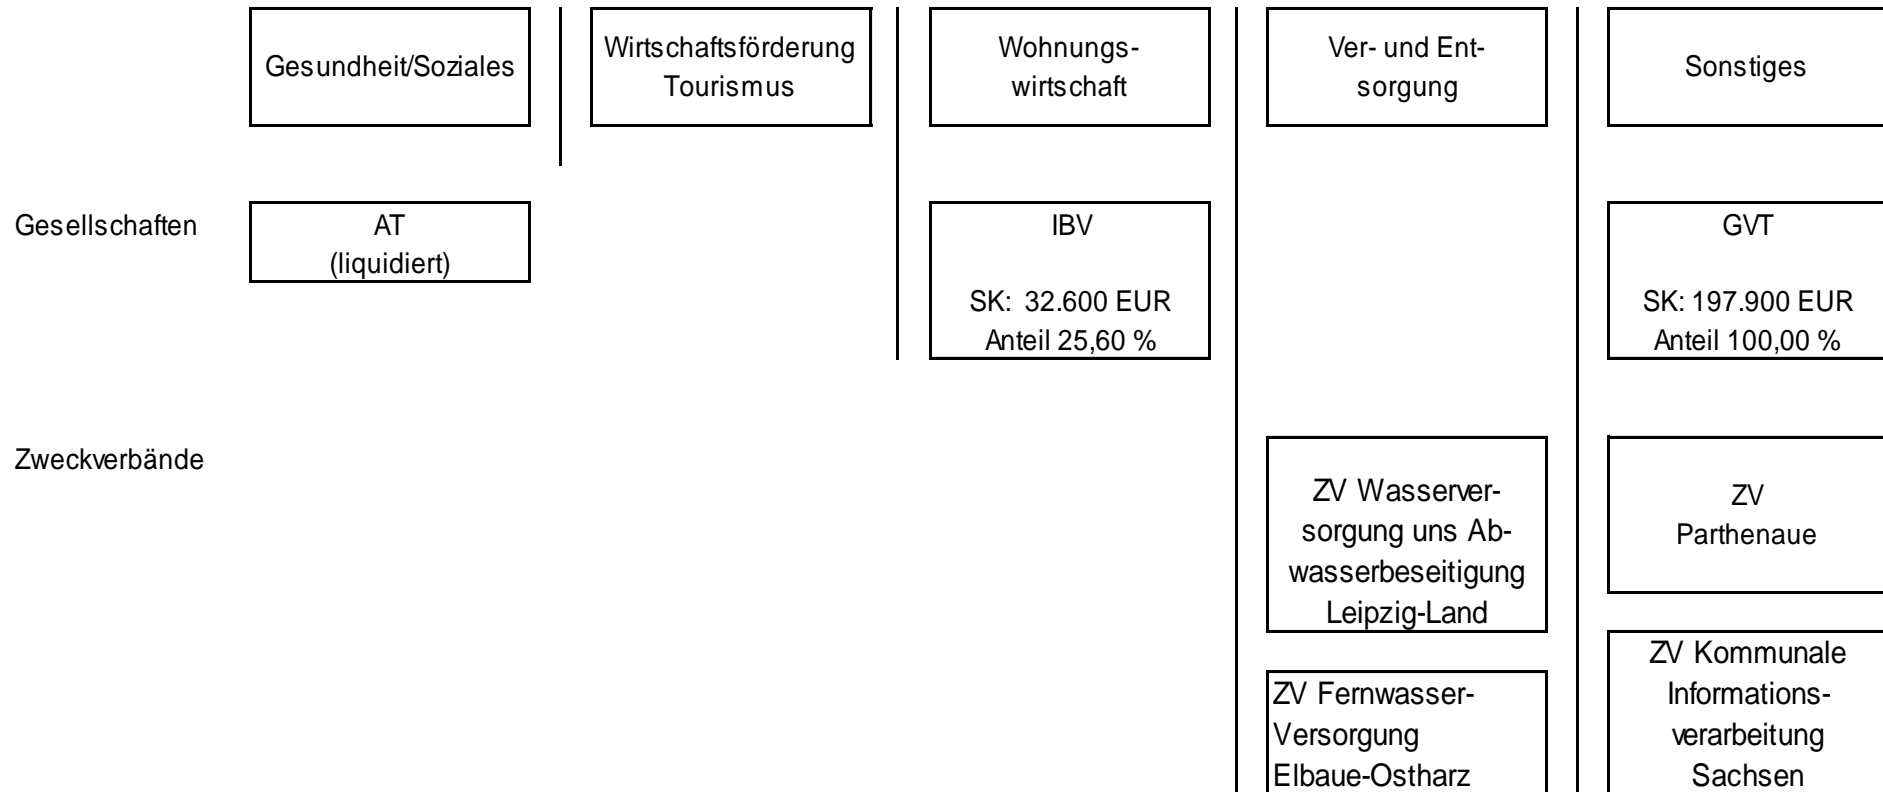 Gesundheit/Soziales
Wirtschaftsförderung
Tourismus
Wohnungs-
wirtschaft
Ver- und Ent-
sorgung
Sonstiges
Gesellschaften
AT
(liquidiert)
IBV
SK: 32.600 EUR
Anteil 25,60 %
GVT
SK: 197.900 EUR
Anteil 100,00 %
Zweckverbände
ZV Wasserver-
sorgung uns Ab-
wasserbeseitigung
Leipzig-Land
ZV
Parthenaue
ZV Fernwasser-
Versorgung
Elbaue-Ostharz
ZV Kommunale
Informations-
verarbeitung
Sachsen